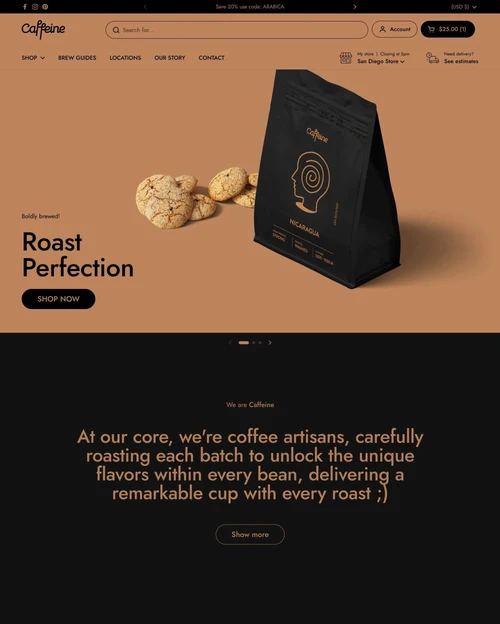 Save 20% use code: ARABICA
(USD $)
Caffeine
Search for...
Account
$25.00 (1)
SHOP
BREW GUIDES
LOCATIONS
OUR STORY
CONTACT
My store | Closing at 5pm
San Diego Store
Need delivery?
See estimates
Caffeine
NICARAGUA
Boldly brewed!
Roast
Perfection
SHOP NOW
We are Caffeine
At our core, we're coffee artisans, carefully
roasting each batch to unlock the unique
flavors within every bean, delivering a
remarkable cup with every roast ;)
Show more